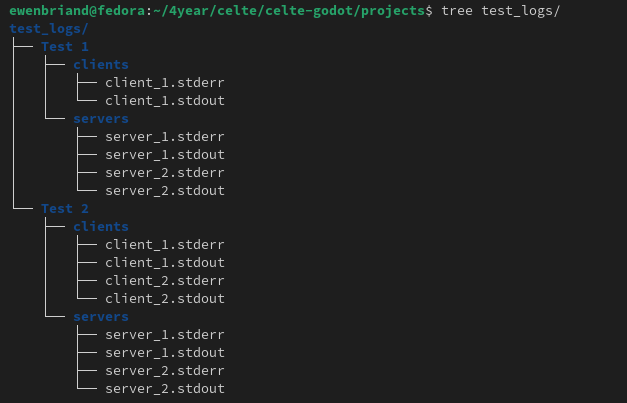 ewenbriand@fedora:~/4year/celte/celte-godot/projects$ tree test_logs/
test_logs/
├── Test 1
│   ├── clients
│   │   ├── client_1.stderr
│   │   └── client_1.stdout
│   └── servers
│       ├── server_1.stderr
│       ├── server_1.stdout
│       ├── server_2.stderr
│       └── server_2.stdout
└── Test 2
    ├── clients
    │   ├── client_1.stderr
    │   ├── client_1.stdout
    │   ├── client_2.stderr
    │   └── client_2.stdout
    └── servers
        ├── server_1.stderr
        ├── server_1.stdout
        ├── server_2.stderr
        └── server_2.stdout